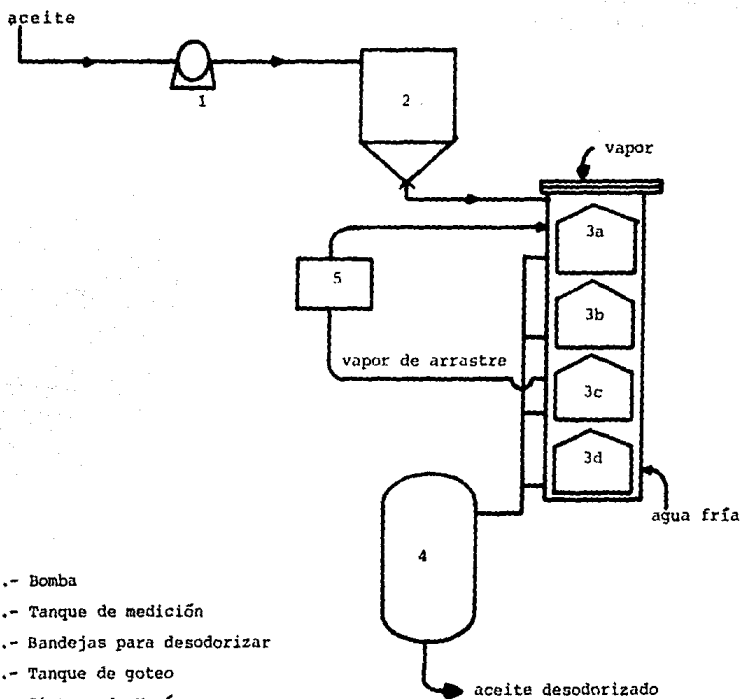 aceite
1
2
vapor
3a
5
3b
vapor de arrastre
3c
3d
agua fría
4
.- Bomba
.- Tanque de medición
.- Bandejas para desodorizar
.- Tanque de goteo
aceite desodorizado